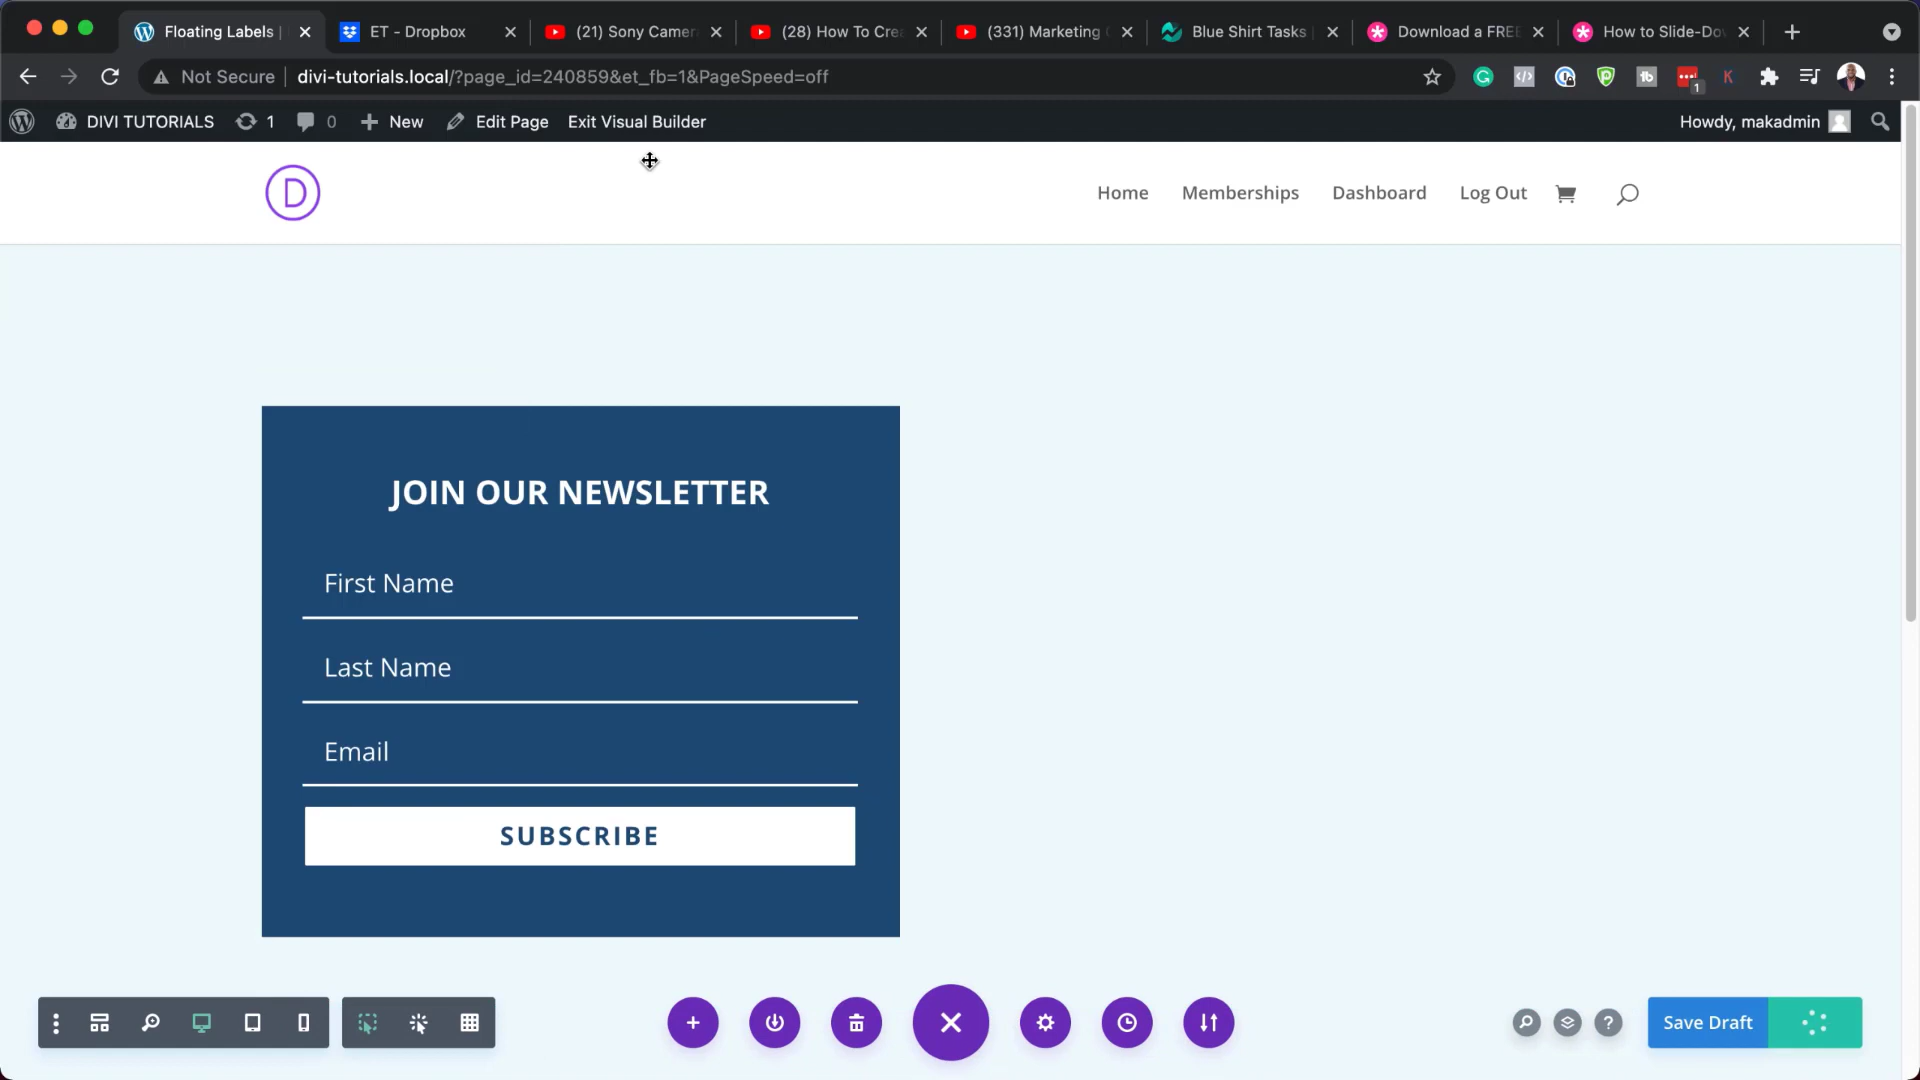 Floating Labels |
ET - Dropbox
(21) Sony Camer
(28) How To Cre
(331) Marketing
Blue Shirt Tasks
Download a FREE
How to Slide-Do
Not Secure
divi-tutorials.local/?page_id=240859&et_fb=1&PageSpeed=off
1
DIVI TUTORIALS
1
0
New
Edit Page
Exit Visual Builder
Howdy, makadmin
D
Home
Memberships
Dashboard
Log Out
JOIN OUR NEWSLETTER
First Name
Last Name
Email
SUBSCRIBE
?
Save Draft